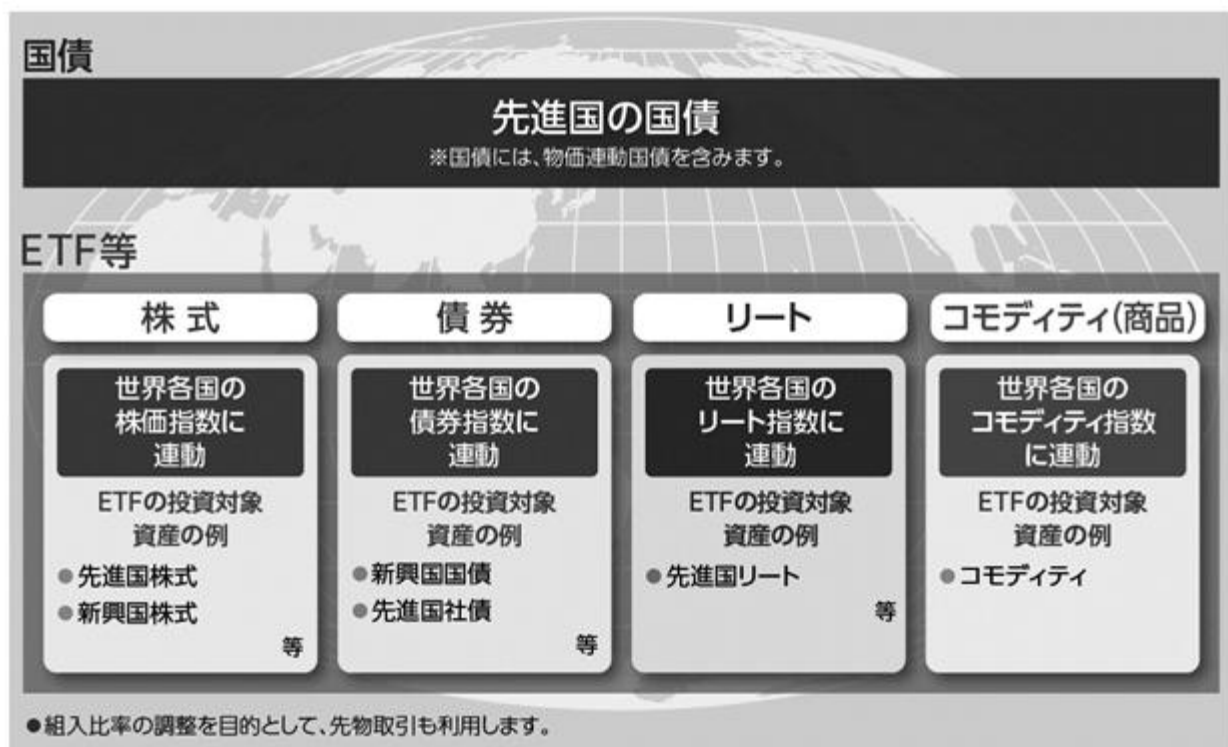 国債
先進国の国債
※国債には、物価連動国債を含みます。
ETF等
株 式
世界各国の
株価指数に
連動
ETFの投資対象
資産の例
●先進国株式
●新興国株式
等
債 券
世界各国の
債券指数に
連動
ETFの投資対象
資産の例
●新興国国債
●先進国社債
等
リート
世界各国の
リート指数に
連動
ETFの投資対象
資産の例
●先進国リート
等
コモディティ(商品)
世界各国の
コモディティ指数
に連動
ETFの投資対象
資産の例
●コモディティ
●組入比率の調整を目的として、先物取引も利用します。